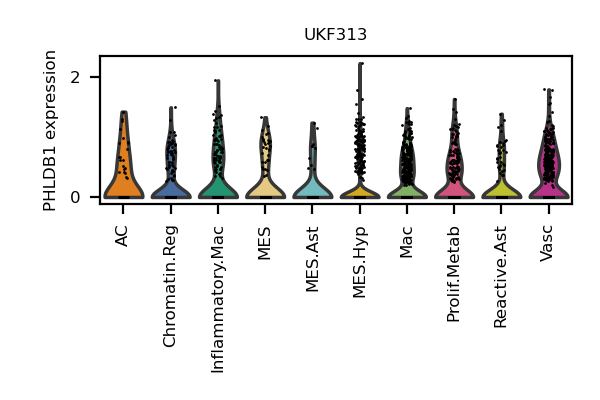 UKF313
PHLDB1 expression
2
0
AC
Chromatin.Reg
Inflammatory.Mac
MES
MES.Ast
MES.Hyp
Mac
Prolif.Metab
Reactive.Ast
Vasc